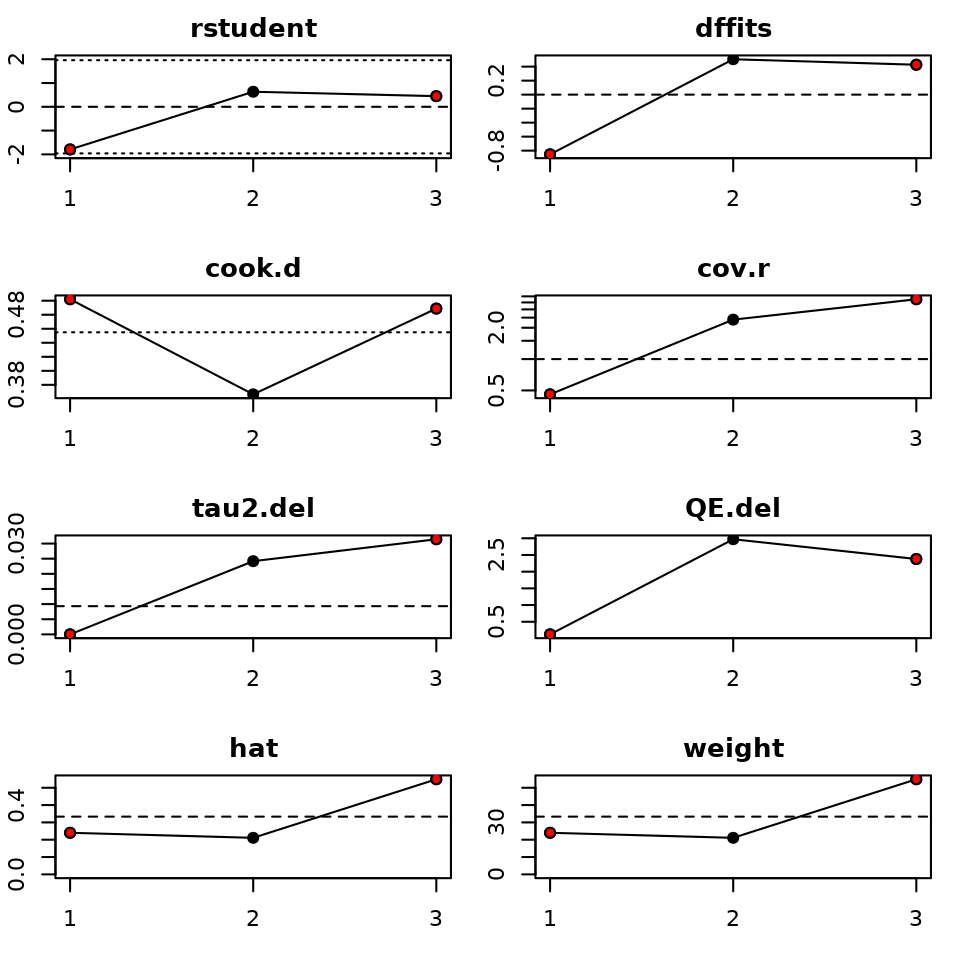 rstudent
2
0
-2
1 2 3
dffits
0.2
-0.8
1 2 3
cook.d
0.48
0.38
1 2 3
cov.r
2.0
0.5
1 2 3
tau2.del
0.030
0.000
1 2 3
QE.del
2.5
0.5
1 2 3
hat
0.4
0.0
1 2 3
weight
30
0
1 2 3